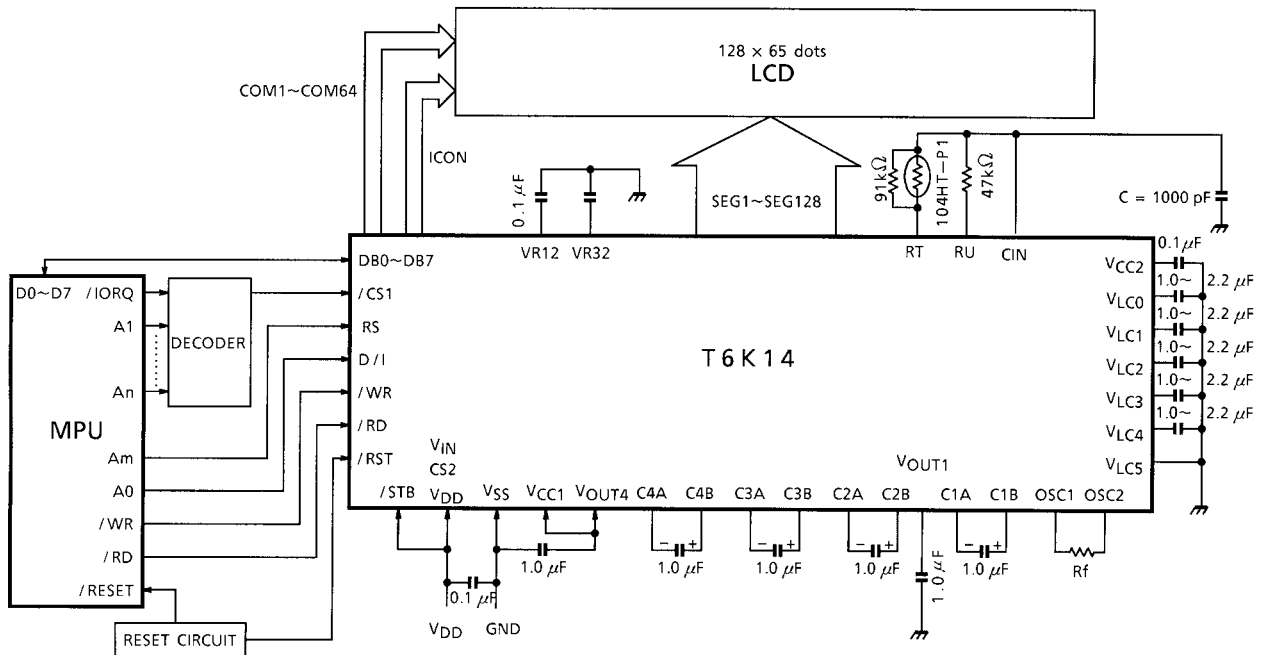 128 × 65 dots
LCD
COM1~COM64
ICON
0.1 μF
SEG1~SEG128
91kΩ
104HT-P1
47kΩ
C = 1000 pF
VR12 VR32 RT RU CIN
D0~D7 /IORQ
A1
An
MPU
Am
A0
/WR
/RD
/RESET
DECODER
RESET CIRCUIT
DB0~DB7
/CS1
RS
D/I
/WR
/RD
/RST
T6K14
VCC2 0.1 μF
VLC0 1.0~ 2.2 μF
VLC1 1.0~ 2.2 μF
VLC2 1.0~ 2.2 μF
VLC3 1.0~ 2.2 μF
VLC4 1.0~ 2.2 μF
VLC5
VIN
CS2
VOUT1
/STB VDD VSS VCC1 VOUT4 C4A C4B C3A C3B C2A C2B C1A C1B OSC1 OSC2
− + − + − + − +
1.0 μF 1.0 μF 1.0 μF 1.0 μF 1.0 μF 1.0 μF Rf
0.1 μF
VDD GND